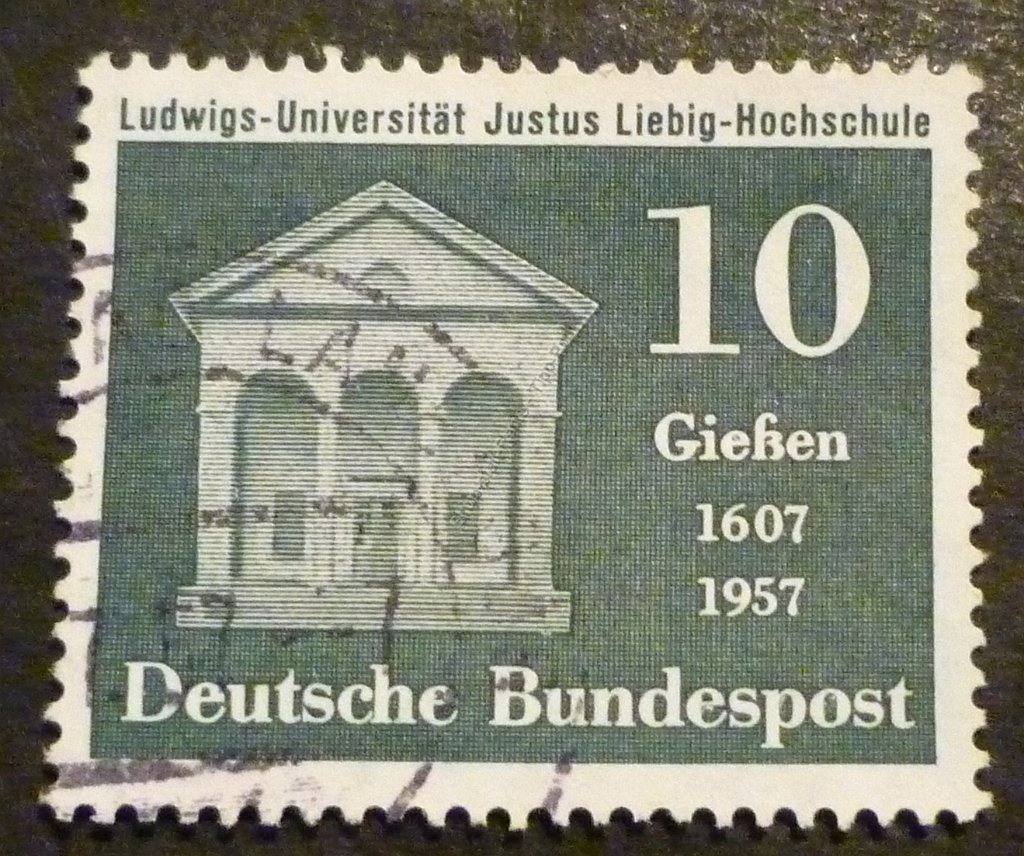 Ludwigs-Universität Justus Liebig-Hochschule
10
Gießen
1607
1957
Deutsche Bundespost